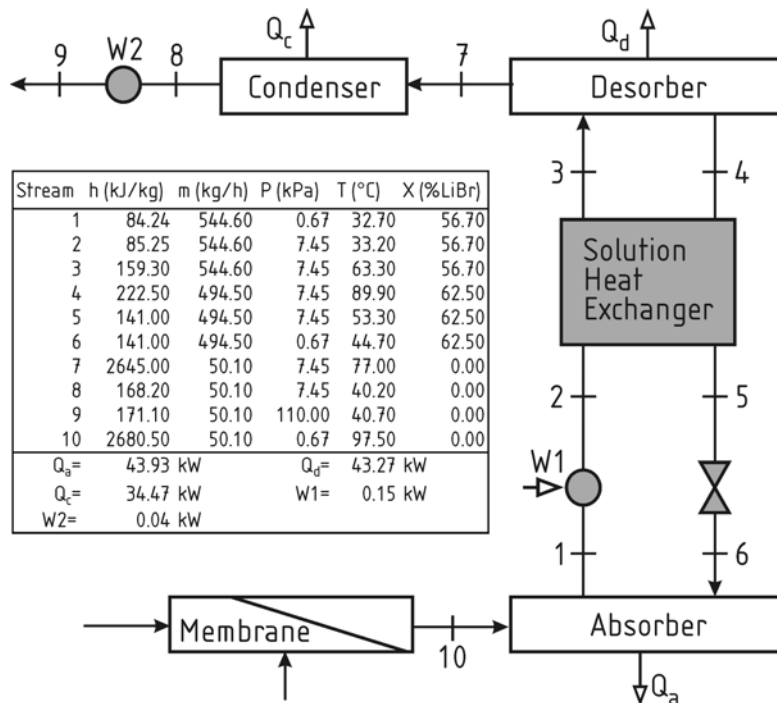 9 W2 8 Q_c 7 Q_d
Condenser
Desorber
3 4
Stream h (kJ/kg) m (kg/h) P (kPa) T (°C) X (%LiBr)
1 84.24 544.60 0.67 32.70 56.70
2 85.25 544.60 7.45 33.20 56.70
3 159.30 544.60 7.45 63.30 56.70
4 222.50 494.50 7.45 89.90 62.50
5 141.00 494.50 7.45 53.30 62.50
6 141.00 494.50 0.67 44.70 62.50
7 2645.00 50.10 7.45 77.00 0.00
8 168.20 50.10 7.45 40.20 0.00
9 171.10 50.10 110.00 40.70 0.00
10 2680.50 50.10 0.67 97.50 0.00
Q_a= 43.93 kW Q_d= 43.27 kW
Q_c= 34.47 kW W1= 0.15 kW
W2= 0.04 kW
Solution
Heat
Exchanger
2 5
W1
1 6
Membrane
10
Absorber
Q_a